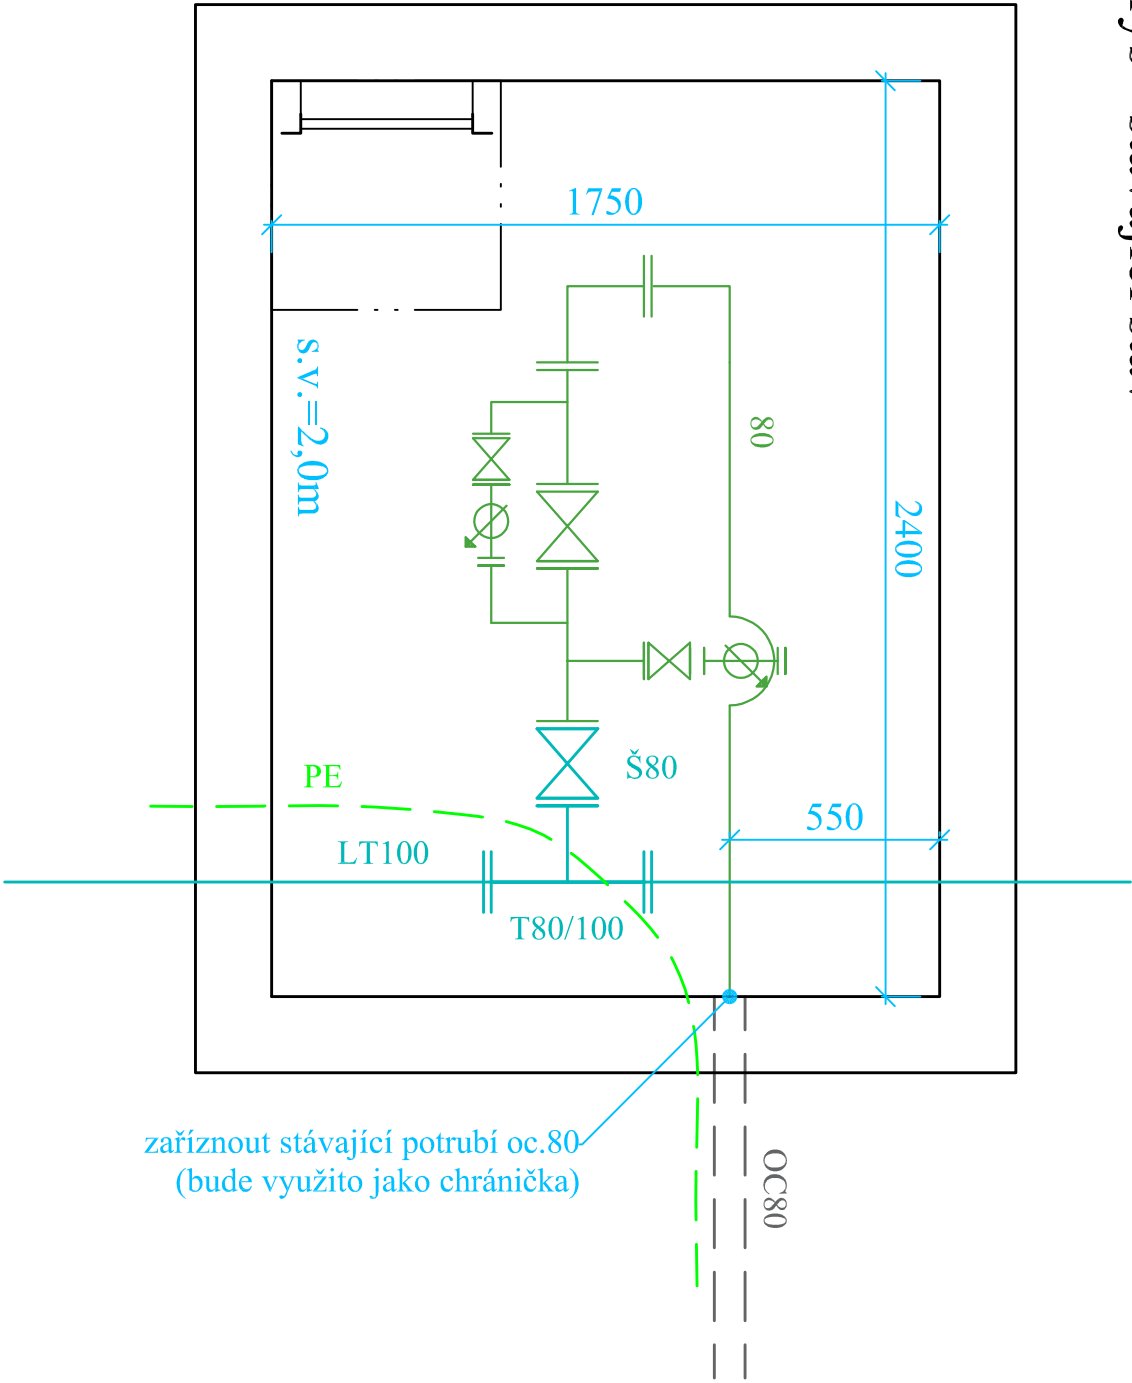 1750
s.v.=2,0m
80
2400
Š80
PE
550
LT100
T80/100
zaříznout stávající potrubí oc.80
(bude využito jako chránička)
OC80